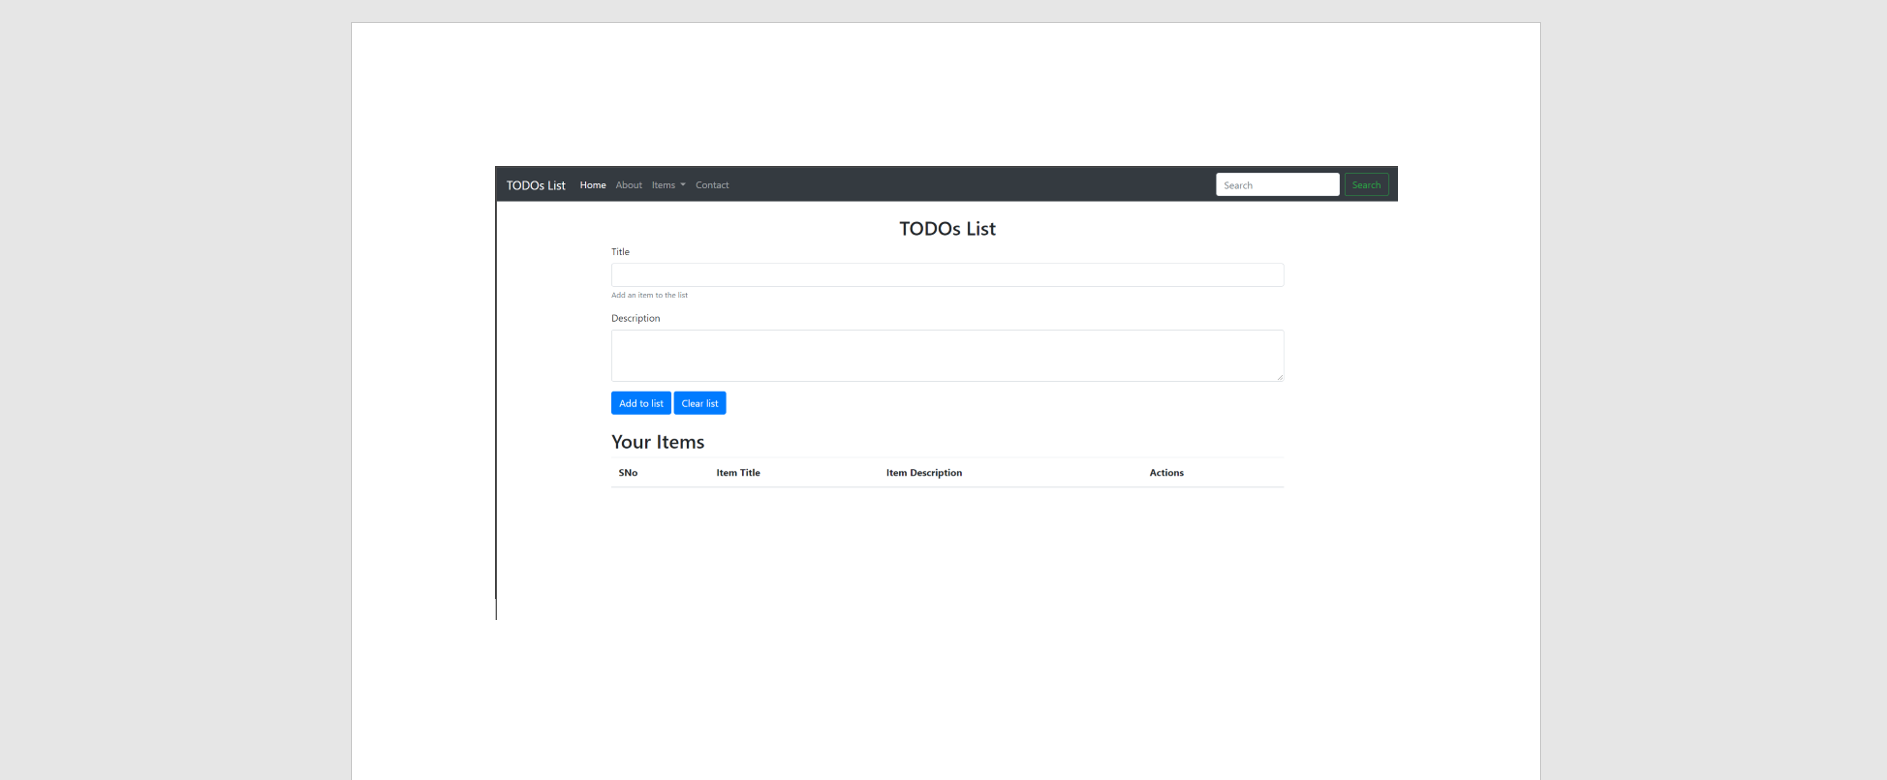 TODOs List Home About Items Contact Search Search
TODOs List
Title
Add an item to the list
Description
Add to list Clear list
Your Items
SNo Item Title Item Description Actions